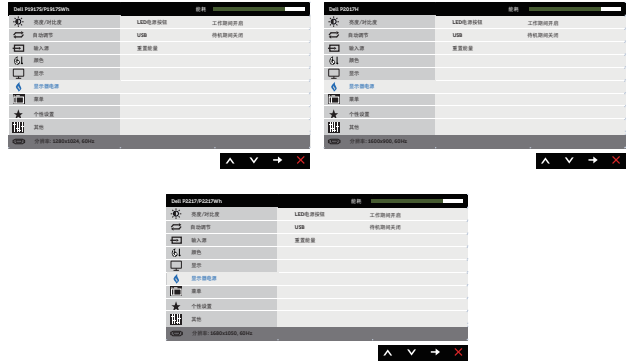 Dell P1917S/P1917SWh 能耗
亮度/对比度 LED电源按钮 工作期间开启
自动调节 USB 待机期间关闭
输入源 重置能量
颜色
显示
显示器电源
菜单
个性设置
其他
分辨率: 1280x1024, 60Hz
Dell P2017H 能耗
亮度/对比度 LED电源按钮 工作期间开启
自动调节 USB 待机期间关闭
输入源 重置能量
颜色
显示
显示器电源
菜单
个性设置
其他
分辨率: 1600x900, 60Hz
Dell P2217/P2217Wh 能耗
亮度/对比度 LED电源按钮 工作期间开启
自动调节 USB 待机期间关闭
输入源 重置能量
颜色
显示
显示器电源
菜单
个性设置
其他
分辨率: 1680x1050, 60Hz